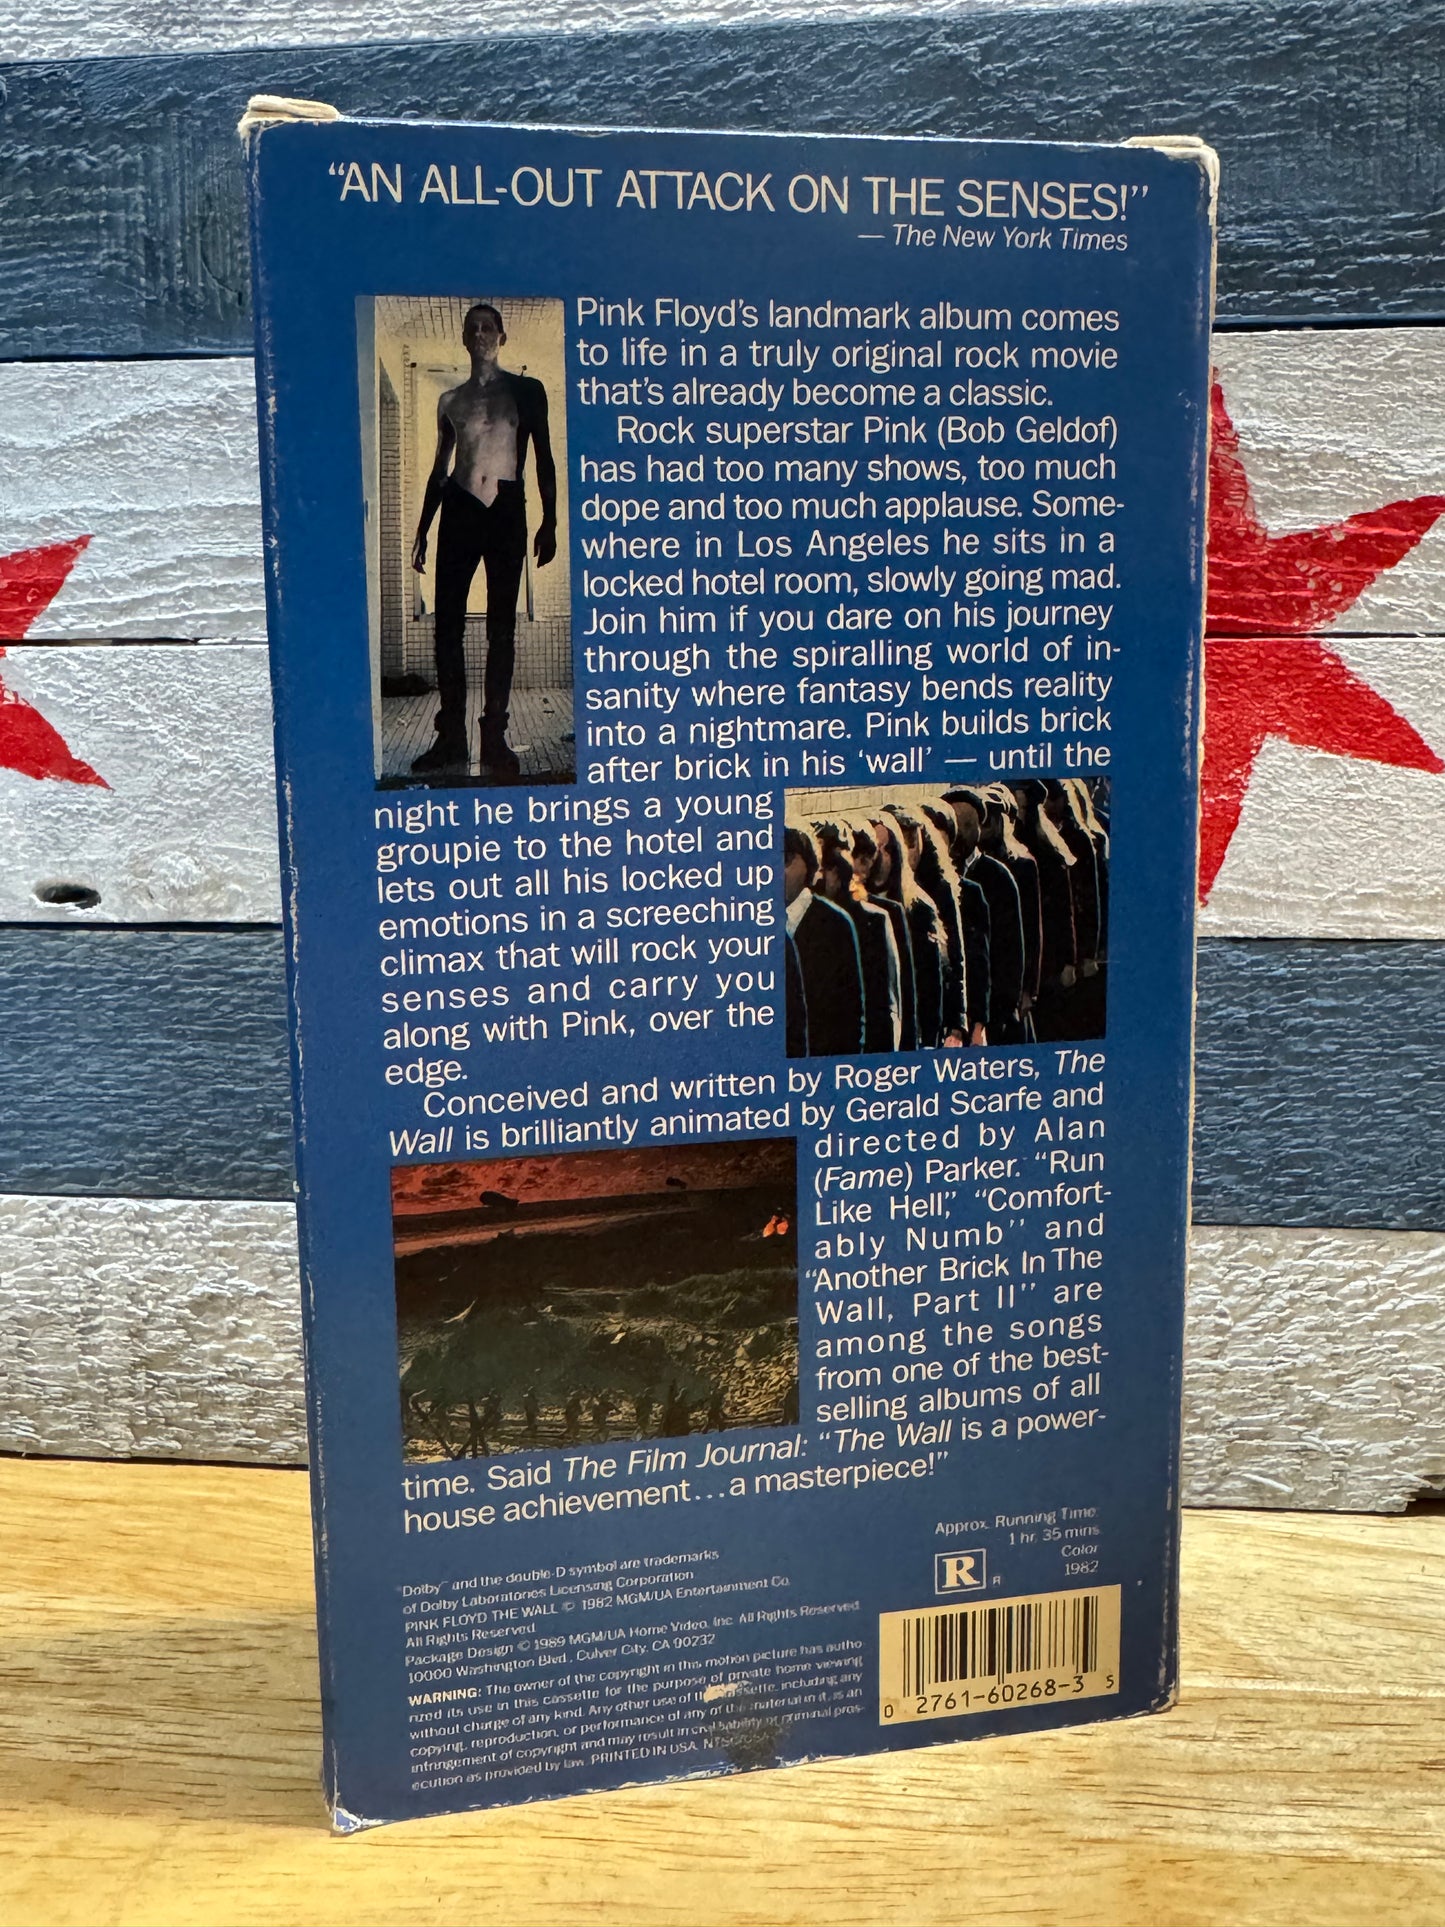 “AN ALL-OUT ATTACK ON THE SENSES!”
— The New York Times
Pink Floyd's landmark album comes
to life in a truly original rock movie
that's already become a classic.
Rock superstar Pink (Bob Geldof)
has had too many shows, too much
dope and too much applause. Some-
where in Los Angeles he sits in a
locked hotel room, slowly going mad.
Join him if you dare on his journey
through the spiralling world of in-
sanity where fantasy bends reality
into a nightmare. Pink builds brick
after brick in his ‘wall’ — until the
night he brings a young
groupie to the hotel and
lets out all his locked up
emotions in a screeching
climax that will rock your
senses and carry you
along with Pink, over the
edge.
Conceived and written by Roger Waters, The
Wall is brilliantly animated by Gerald Scarfe and
directed by Alan
(Fame) Parker. “Run
Like Hell,” “Comfort-
ably Numb” and
“Another Brick In The
Wall, Part II” are
among the songs
from one of the best-
selling albums of all
time. Said The Film Journal: “The Wall is a power-
house achievement...a masterpiece!”
Approx. Running Time:
1 hr. 35 mins.
Color
1982
R
R
“Dolby” and the double-D symbol are trademarks
of Dolby Laboratories Licensing Corporation.
PINK FLOYD THE WALL © 1982 MGM/UA Entertainment Co.
All Rights Reserved.
Package Design © 1989 MGM/UA Home Video, Inc. All Rights Reserved.
10000 Washington Blvd., Culver City, CA 90232
WARNING: The owner of the copyright in this motion picture has autho-
rized its use in this cassette for the purpose of private home viewing
without charge of any kind. Any other use of cassette, including any
copying, reproduction, or performance of any of the material in it, is an
infringement of copyright and may result in civil liability or criminal pros-
ecution as provided by law. PRINTED IN USA.
0 2761-60268-3 5